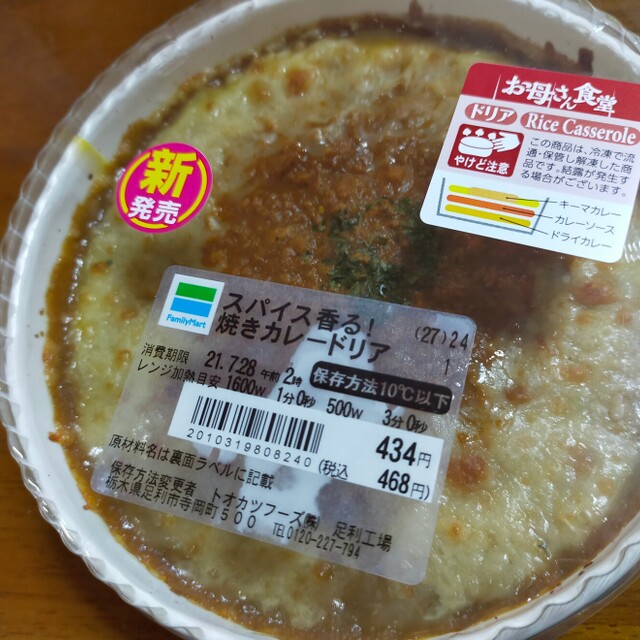 お母さん食堂
ドリア Rice Casserole
やけど注意
この商品は、冷凍で流
通・保管し解凍した商
品です。結露が発生す
る場合がございます。
キーマカレー
カレーソース
ドライカレー
新
発売
FamilyMart
スパイス香る!
焼きカレードリア
(27) 24
1
消費期限 21.7.28 午前 2時
保存方法10℃以下
レンジ加熱目安 1600W 1分0秒 500W 3分0秒
2010319808240
434円
(税込 468円)
原材料名は裏面ラベルに記載
保存方法変更者 トオカツフーズ㈱ 足利工場
栃木県足利市寺岡町500 TEL0120-227-794